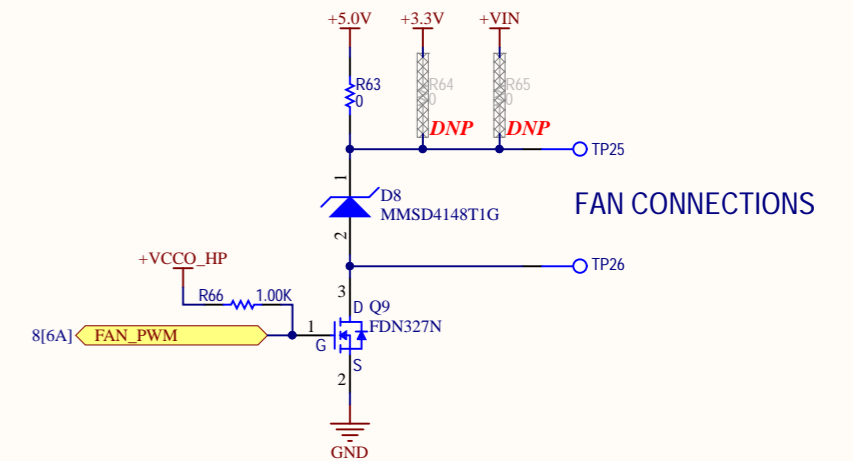 +5.0V +3.3V +VIN
R63 R64 R65
0 0 0
DNP DNP
TP25
1
D8
MMSD4148T1G
FAN CONNECTIONS
2
+VCCO_HP
TP26
R66 1.00K
3
D Q9
8[6A] FAN_PWM 1 FDN327N
G
S
2
GND